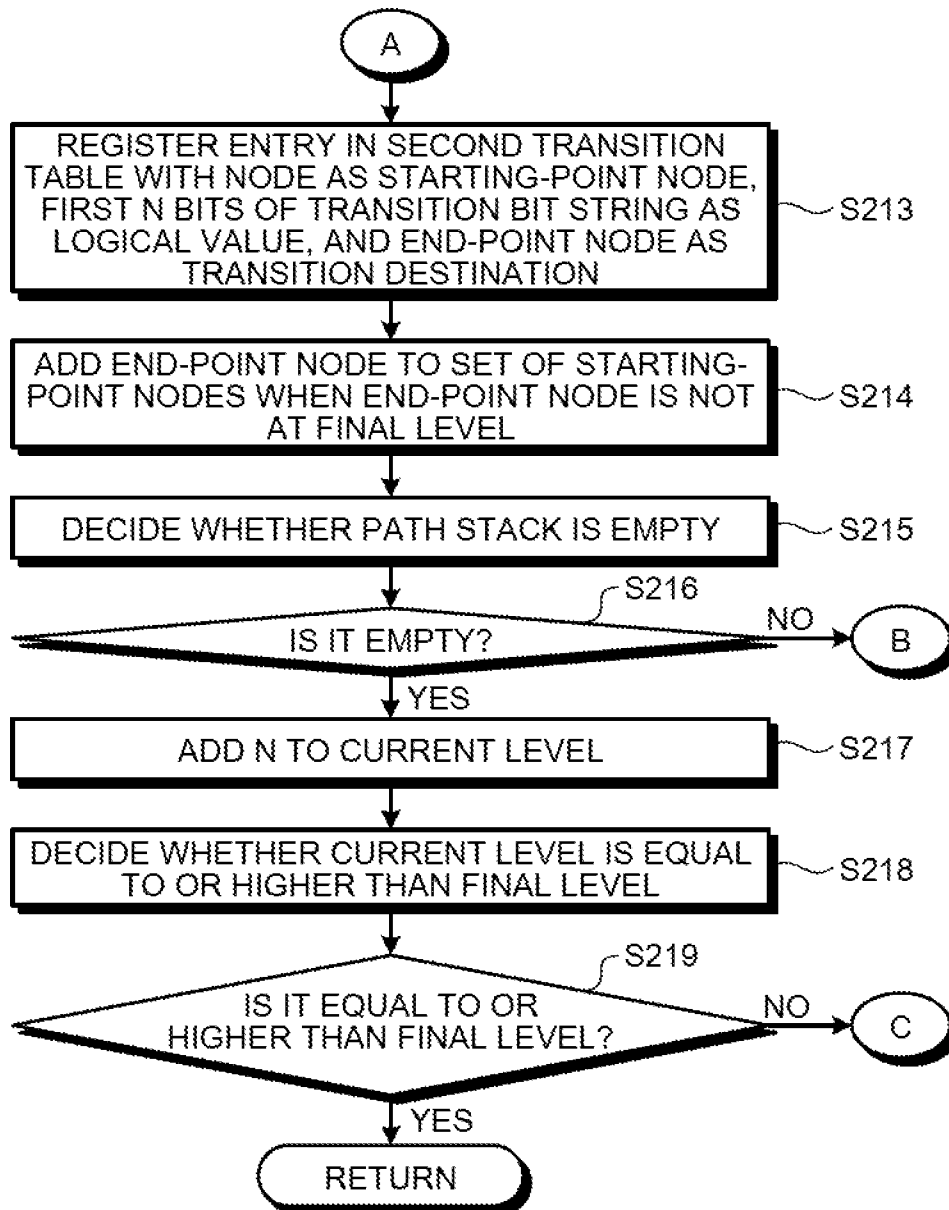 A
REGISTER ENTRY IN SECOND TRANSITION
TABLE WITH NODE AS STARTING-POINT NODE,
FIRST N BITS OF TRANSITION BIT STRING AS
LOGICAL VALUE, AND END-POINT NODE AS
TRANSITION DESTINATION
S213
ADD END-POINT NODE TO SET OF STARTING-
POINT NODES WHEN END-POINT NODE IS NOT
AT FINAL LEVEL
S214
DECIDE WHETHER PATH STACK IS EMPTY
S215
S216
IS IT EMPTY?
NO
B
YES
ADD N TO CURRENT LEVEL
S217
DECIDE WHETHER CURRENT LEVEL IS EQUAL
TO OR HIGHER THAN FINAL LEVEL
S218
S219
IS IT EQUAL TO OR
HIGHER THAN FINAL LEVEL?
NO
C
YES
RETURN